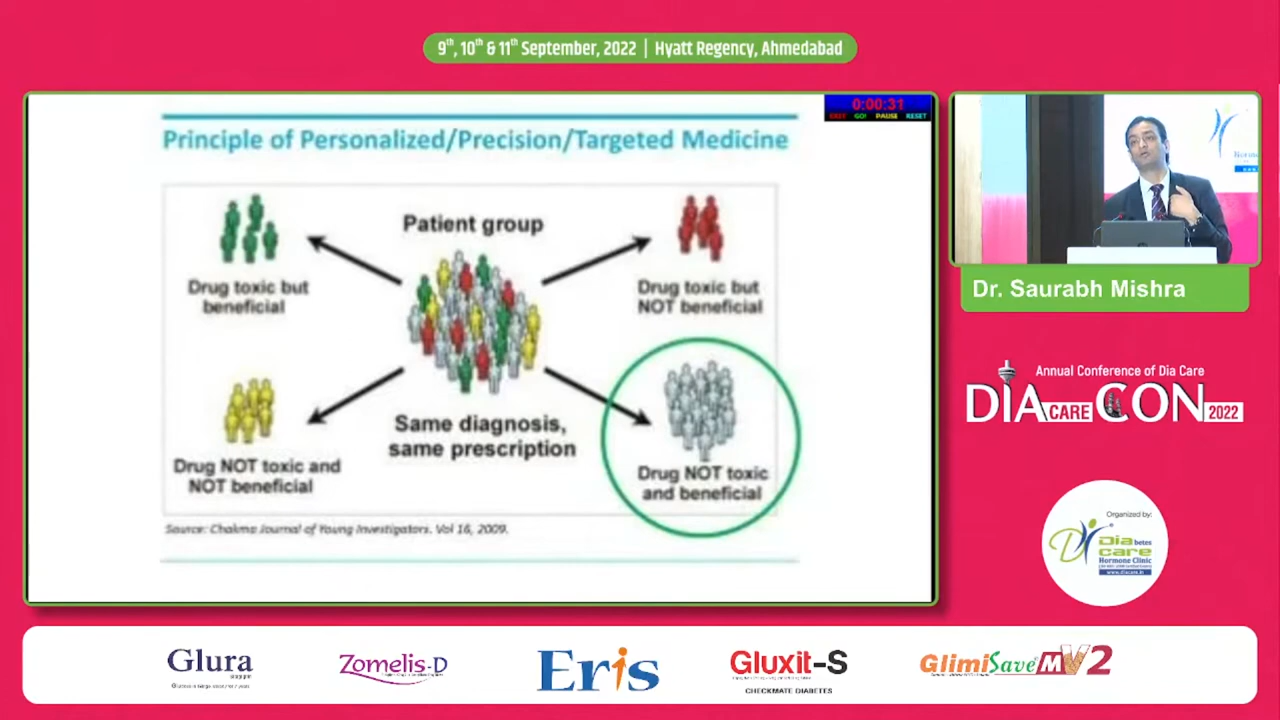 9th, 10th & 11th September, 2022 | Hyatt Regency, Ahmedabad
0:00:31
GO! PAUSE RESET
Principle of Personalized/Precision/Targeted Medicine
Patient group
Drug toxic but
beneficial
Drug toxic but
NOT beneficial
Same diagnosis,
same prescription
Drug NOT toxic and
NOT beneficial
Drug NOT toxic
and beneficial
Source: Chakma Journal of Young Investigators. Vol 16, 2009.
Dr. Saurabh Mishra
Annual Conference of Dia Care
DIA CARE CON 2022
Organized by:
Diabetes
care
Hormone Clinic
Glura
Zomelis-D
Eris
Gluxit-S
CHECKMATE DIABETES
GlimiSave MV2